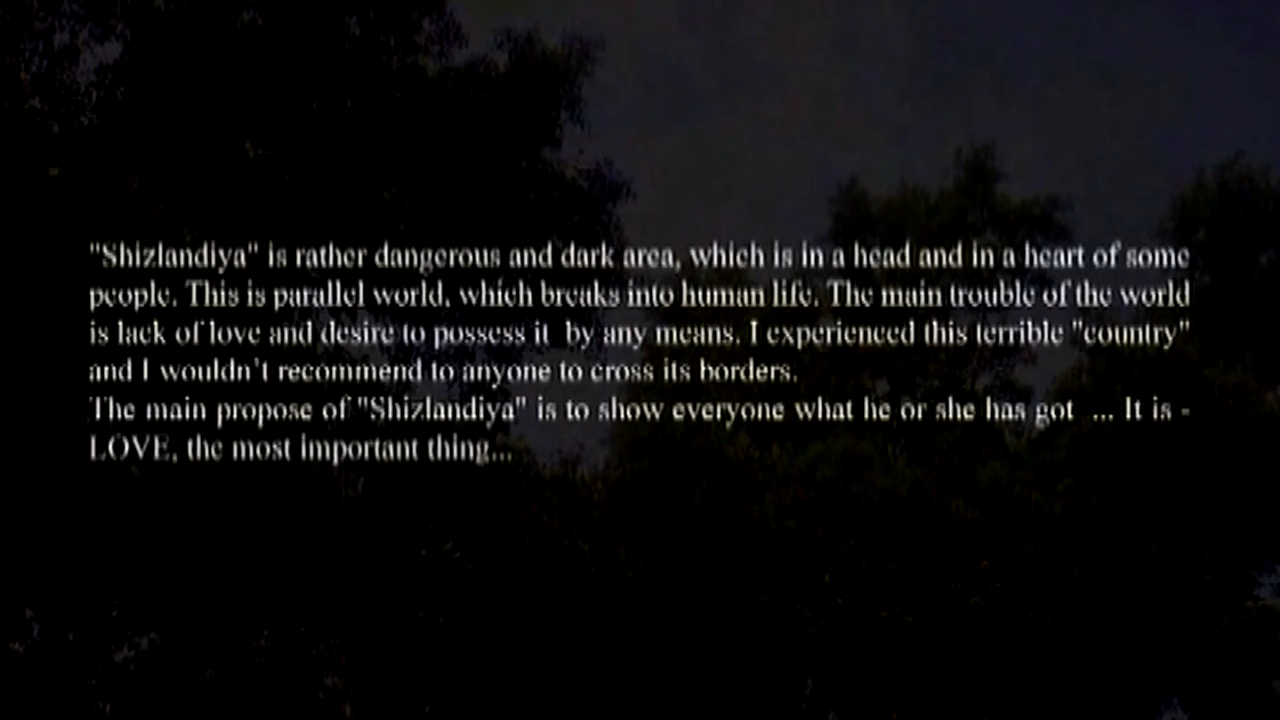 "Shizlandiya" is rather dangerous and dark area, which is in a head and in a heart of some
people. This is parallel world, which breaks into human life. The main trouble of the world
is lack of love and desire to possess it  by any means. I experienced this terrible "country"
and I wouldn't recommend to anyone to cross its borders.
The main propose of "Shizlandiya" is to show everyone what he or she has got  ... It is -
LOVE, the most important thing...